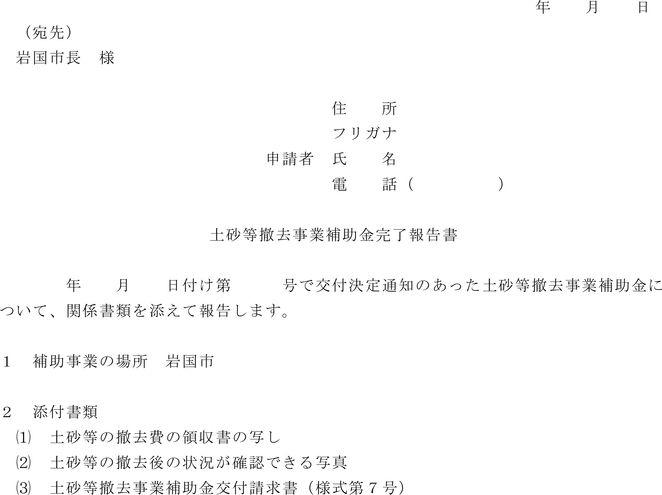 年　　月　　日
（宛先）
岩国市長　様
住　　所
フリガナ
申請者　氏　　名
電　　話（　　　　　）
土砂等撤去事業補助金完了報告書
年　　月　　日付け第　　　号で交付決定通知のあった土砂等撤去事業補助金に
ついて、関係書類を添えて報告します。
１　補助事業の場所　岩国市
２　添付書類
⑴　土砂等の撤去費の領収書の写し
⑵　土砂等の撤去後の状況が確認できる写真
⑶　土砂等撤去事業補助金交付請求書（様式第７号）